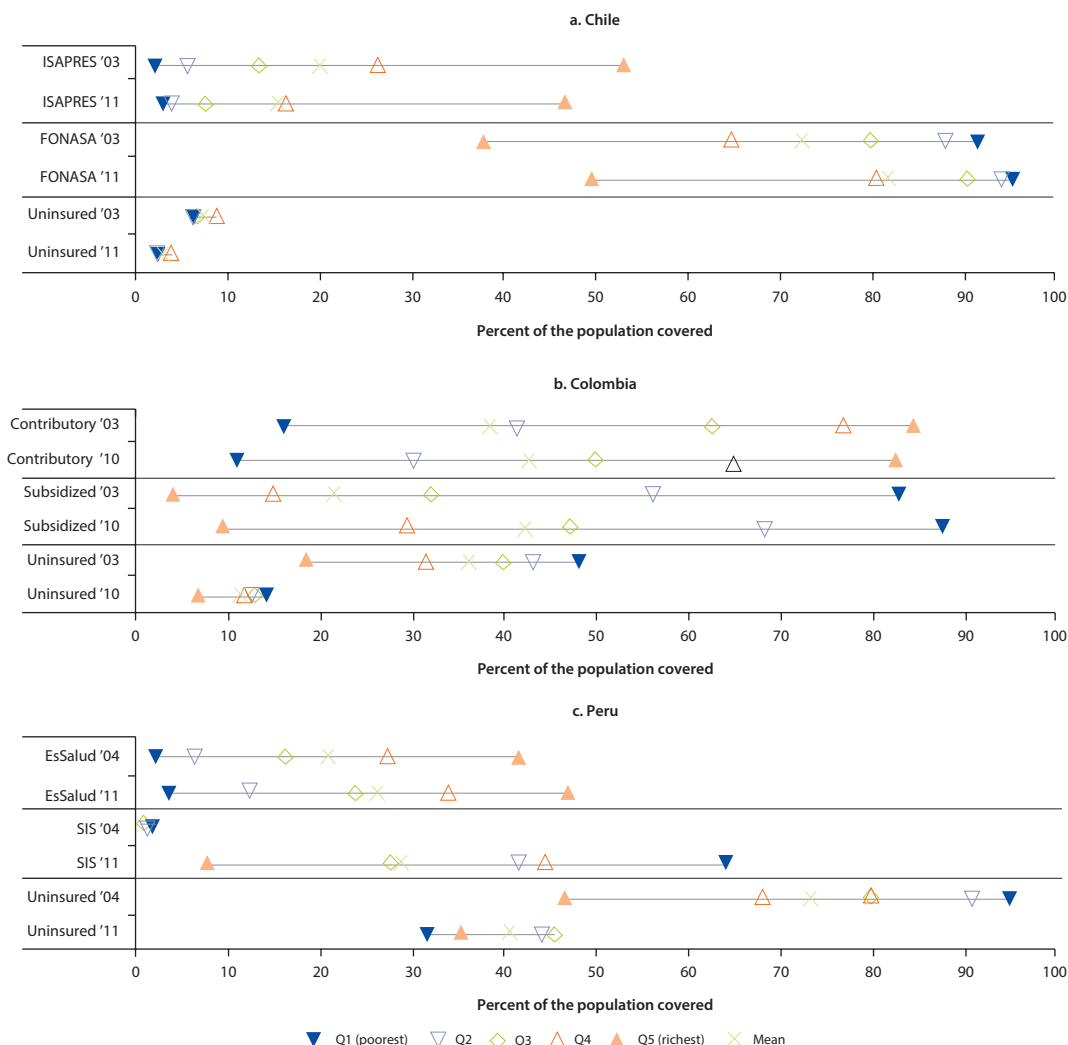 a. Chile
ISAPRES ’03
ISAPRES ’11
FONASA ’03
FONASA ’11
Uninsured ’03
Uninsured ’11
0 10 20 30 40 50 60 70 80 90 100
Percent of the population covered
b. Colombia
Contributory ’03
Contributory ’10
Subsidized ’03
Subsidized ’10
Uninsured ’03
Uninsured ’10
0 10 20 30 40 50 60 70 80 90 100
Percent of the population covered
c. Peru
EsSalud ’04
EsSalud ’11
SIS ’04
SIS ’11
Uninsured ’04
Uninsured ’11
0 10 20 30 40 50 60 70 80 90 100
Percent of the population covered
Q1 (poorest) Q2 Q3 Q4 Q5 (richest) Mean